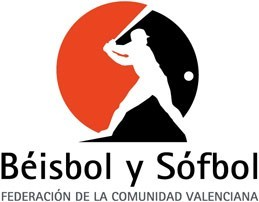 Béisbol y Sófbol
FEDERACIÓN DE LA COMUNIDAD VALENCIANA